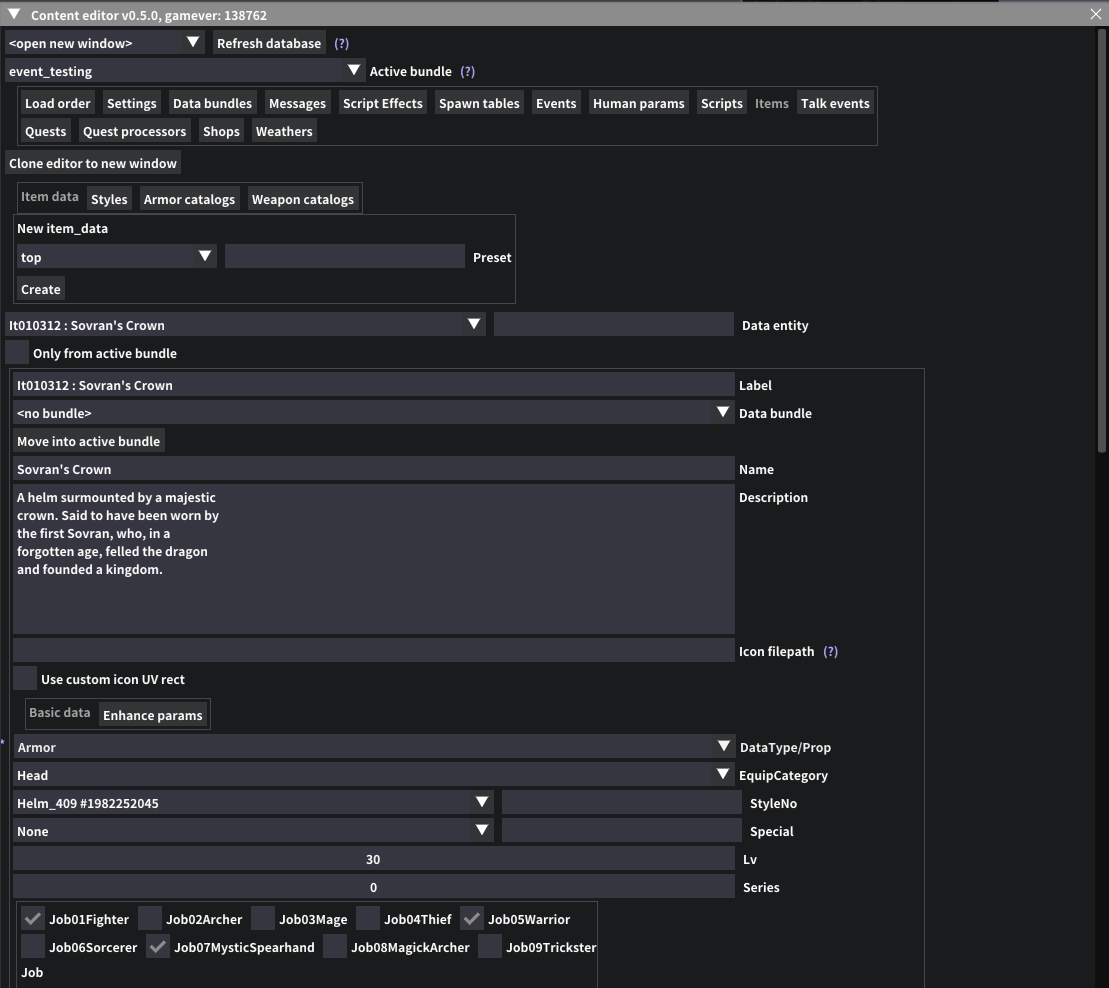 Content editor v0.5.0, gamever: 138762
<open new window> Refresh database (?)
event_testing Active bundle (?)
Load order Settings Data bundles Messages Script Effects Spawn tables Events Human params Scripts Items Talk events
Quests Quest processors Shops Weathers
Clone editor to new window
Item data Styles Armor catalogs Weapon catalogs
New item_data
top Preset
Create
It010312 : Sovran's Crown Data entity
Only from active bundle
It010312 : Sovran's Crown Label
<no bundle> Data bundle
Move into active bundle
Sovran's Crown Name
A helm surmounted by a majestic Description
crown. Said to have been worn by
the first Sovran, who, in a
forgotten age, felled the dragon
and founded a kingdom.
Icon filepath (?)
Use custom icon UV rect
Basic data Enhance params
Armor DataType/Prop
Head EquipCategory
Helm_409 #1982252045 StyleNo
None Special
30 Lv
0 Series
Job01Fighter Job02Archer Job03Mage Job04Thief Job05Warrior
Job06Sorcerer Job07MysticSpearhand Job08MagickArcher Job09Trickster
Job